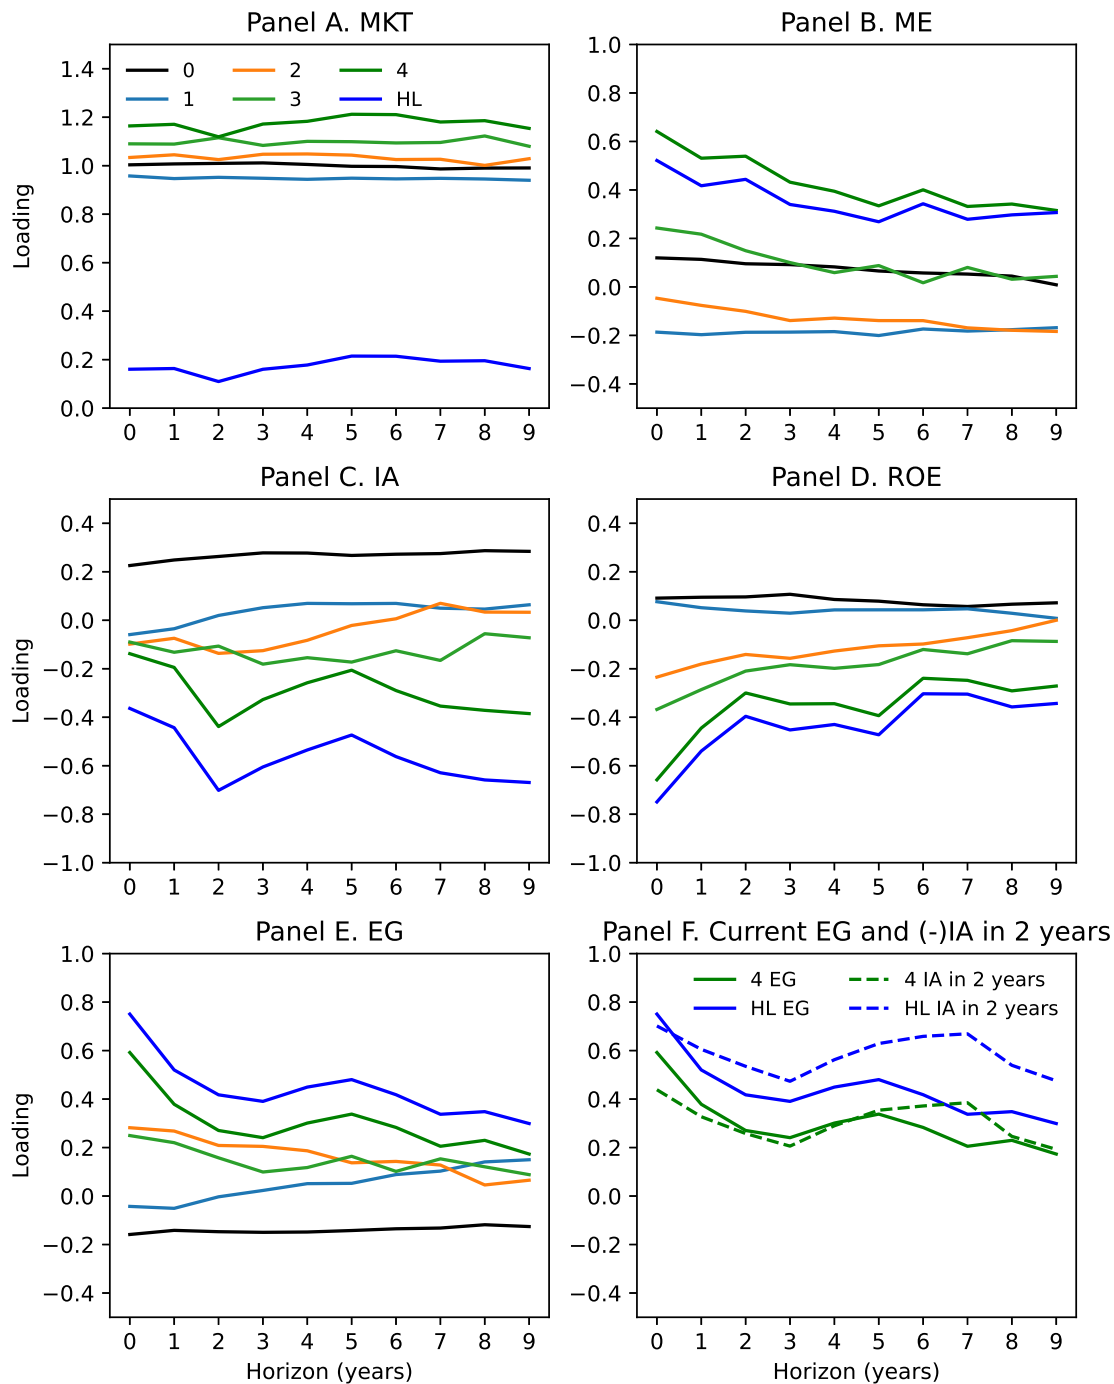 Panel A. MKT
1.4
1.2
1.0
0.8
0.6
0.4
0.2
0.0
Loading
0 2 4
1 3 HL
0 1 2 3 4 5 6 7 8 9
Panel B. ME
1.0
0.8
0.6
0.4
0.2
0.0
−0.2
−0.4
0 1 2 3 4 5 6 7 8 9
Panel C. IA
0.4
0.2
0.0
−0.2
−0.4
−0.6
−0.8
−1.0
Loading
0 1 2 3 4 5 6 7 8 9
Panel D. ROE
0.4
0.2
0.0
−0.2
−0.4
−0.6
−0.8
−1.0
0 1 2 3 4 5 6 7 8 9
Panel E. EG
1.0
0.8
0.6
0.4
0.2
0.0
−0.2
−0.4
Loading
0 1 2 3 4 5 6 7 8 9
Horizon (years)
Panel F. Current EG and (-)IA in 2 years
1.0
0.8
0.6
0.4
0.2
0.0
−0.2
−0.4
4 EG 4 IA in 2 years
HL EG HL IA in 2 years
0 1 2 3 4 5 6 7 8 9
Horizon (years)